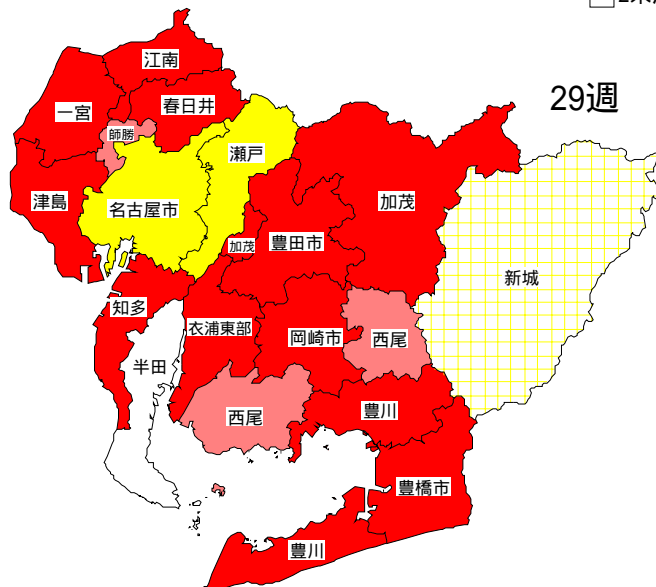 江南
29週
一宮
春日井
師勝
瀬戸
津島
名古屋市
加茂
豊田市
加茂
新城
知多
衣浦東部
岡崎市
西尾
半田
西尾
豊川
豊橋市
豊川